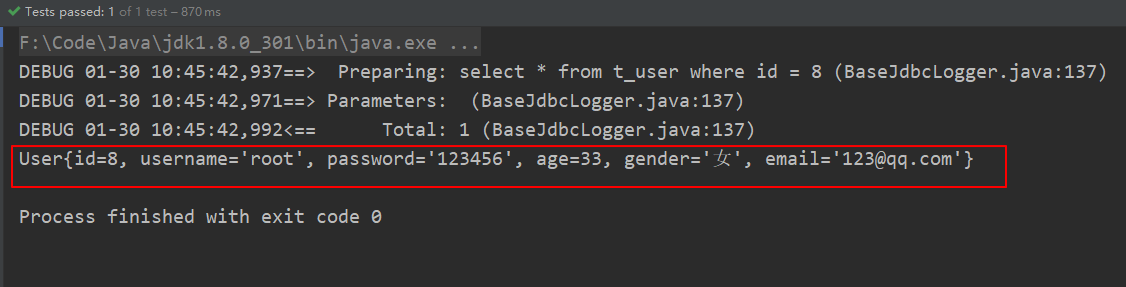 Tests passed: 1 of 1 test – 870 ms
F:\Code\Java\jdk1.8.0_301\bin\java.exe ...
DEBUG 01-30 10:45:42,937==>  Preparing: select * from t_user where id = 8 (BaseJdbcLogger.java:137)
DEBUG 01-30 10:45:42,971==> Parameters:  (BaseJdbcLogger.java:137)
DEBUG 01-30 10:45:42,992<==      Total: 1 (BaseJdbcLogger.java:137)
User{id=8, username='root', password='123456', age=33, gender='女', email='123@qq.com'}
Process finished with exit code 0